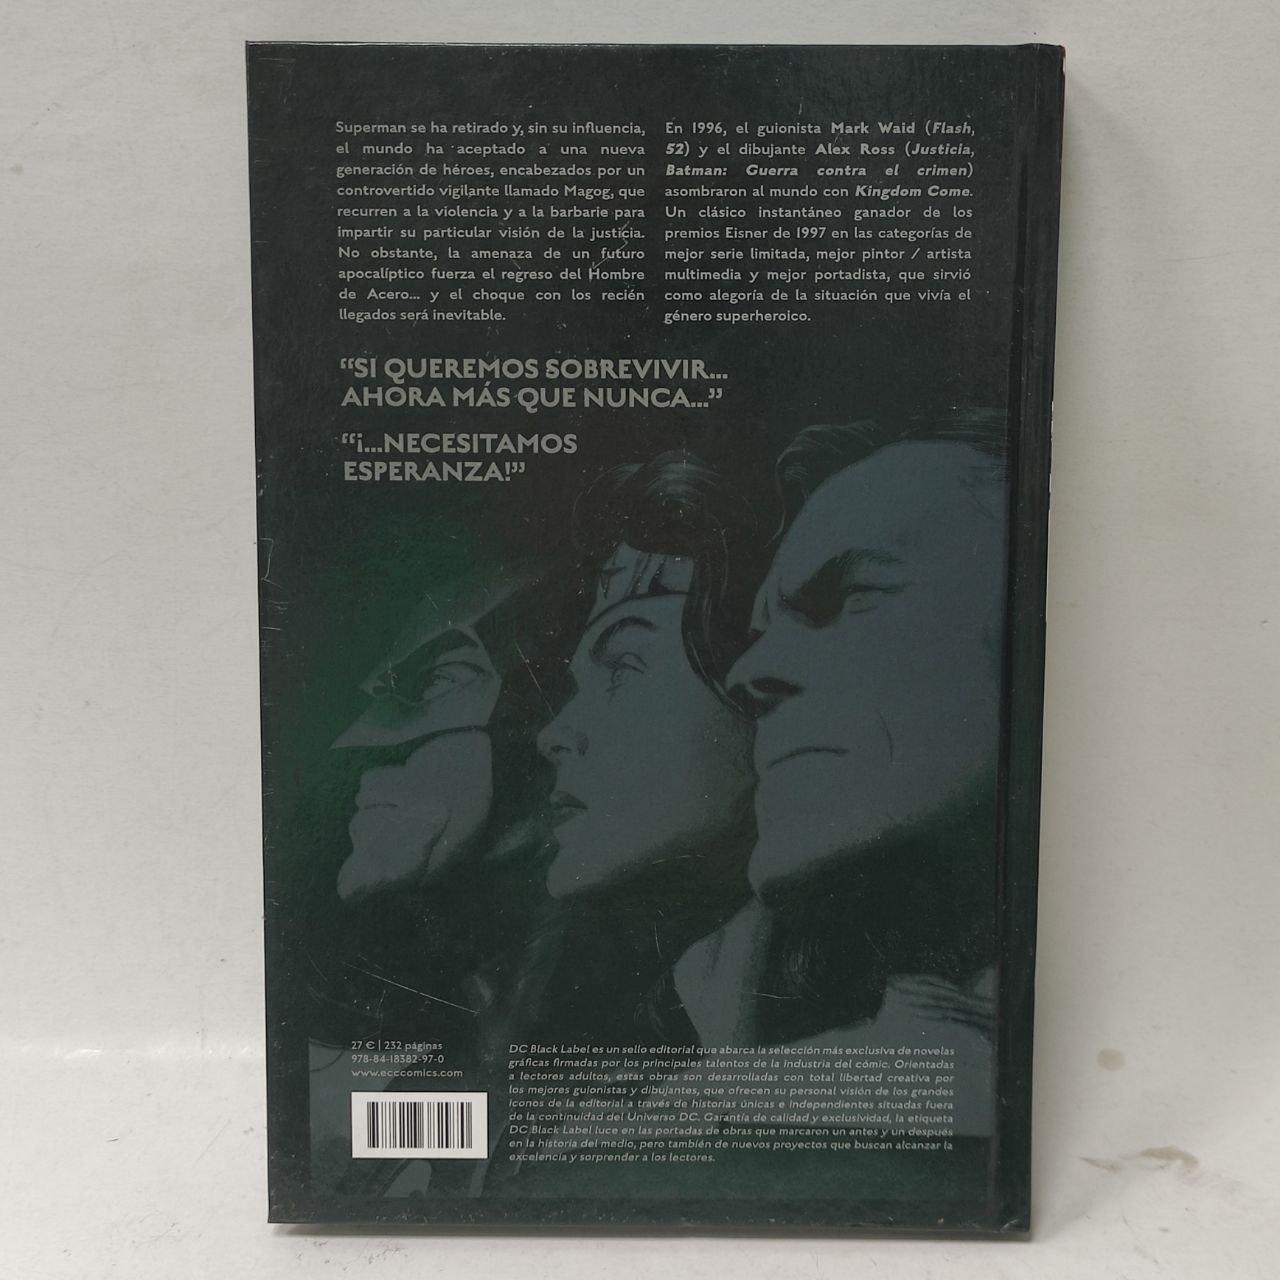 Superman se ha retirado y, sin su influencia,
el mundo ha aceptado a una nueva
generación de héroes, encabezados por un
controvertido vigilante llamado Magog, que
recurren a la violencia y a la barbarie para
impartir su particular visión de la justicia.
No obstante, la amenaza de un futuro
apocalíptico fuerza el regreso del Hombre
de Acero... y el choque con los recién
llegados será inevitable.
En 1996, el guionista Mark Waid (Flash,
52) y el dibujante Alex Ross (Justicia,
Batman: Guerra contra el crimen)
asombraron al mundo con Kingdom Come.
Un clásico instantáneo ganador de los
premios Eisner de 1997 en las categorías de
mejor serie limitada, mejor pintor / artista
multimedia y mejor portadista, que sirvió
como alegoría de la situación que vivía el
género superheroico.
“SI QUEREMOS SOBREVIVIR...
AHORA MÁS QUE NUNCA...”
“¡...NECESITAMOS
ESPERANZA!”
27 € | 232 páginas
978-84-18382-97-0
www.ecccomics.com
DC Black Label es un sello editorial que abarca la selección más exclusiva de novelas
gráficas firmadas por los principales talentos de la industria del cómic. Orientadas
a lectores adultos, estas obras son desarrolladas con total libertad creativa por
los mejores guionistas y dibujantes, que ofrecen su personal visión de los grandes
iconos de la editorial a través de historias únicas e independientes situadas fuera
de la continuidad del Universo DC. Garantía de calidad y exclusividad, la etiqueta
DC Black Label luce en las portadas de obras que marcaron un antes y un después
en la historia del medio, pero también de nuevos proyectos que buscan alcanzar la
excelencia y sorprender a los lectores.